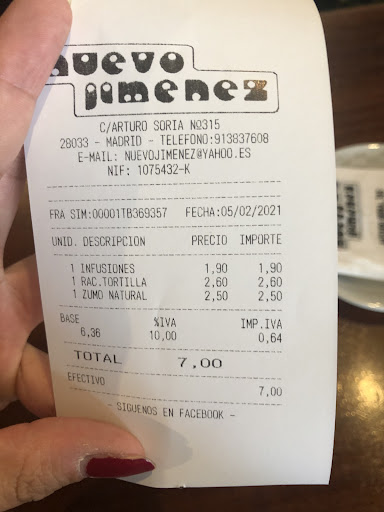 nuevo
jimenez
C/ARTURO SORIA Nº315
28033 - MADRID - TELEFONO:913837608
E-MAIL: NUEVOJIMENEZ@YAHOO.ES
NIF: 1075432-K
FRA SIM:00001TB369357 FECHA:05/02/2021
UNID. DESCRIPCION PRECIO IMPORTE
1 INFUSIONES 1,90 1,90
1 RAC.TORTILLA 2,60 2,60
1 ZUMO NATURAL 2,50 2,50
BASE %IVA IMP.IVA
6,36 10,00 0,64
TOTAL 7,00
EFECTIVO 7,00
- SIGUENOS EN FACEBOOK -